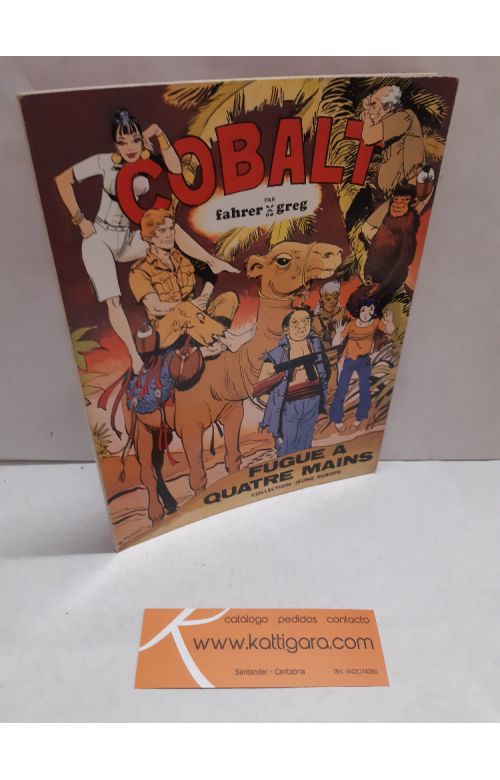 COBALT
PAR
fahrer greg
FUGUE A
QUATRE MAINS
COLLECTION JEUNE EUROPE
catálogo pedidos contacto
www.kattigara.com
Santander - Cantabria